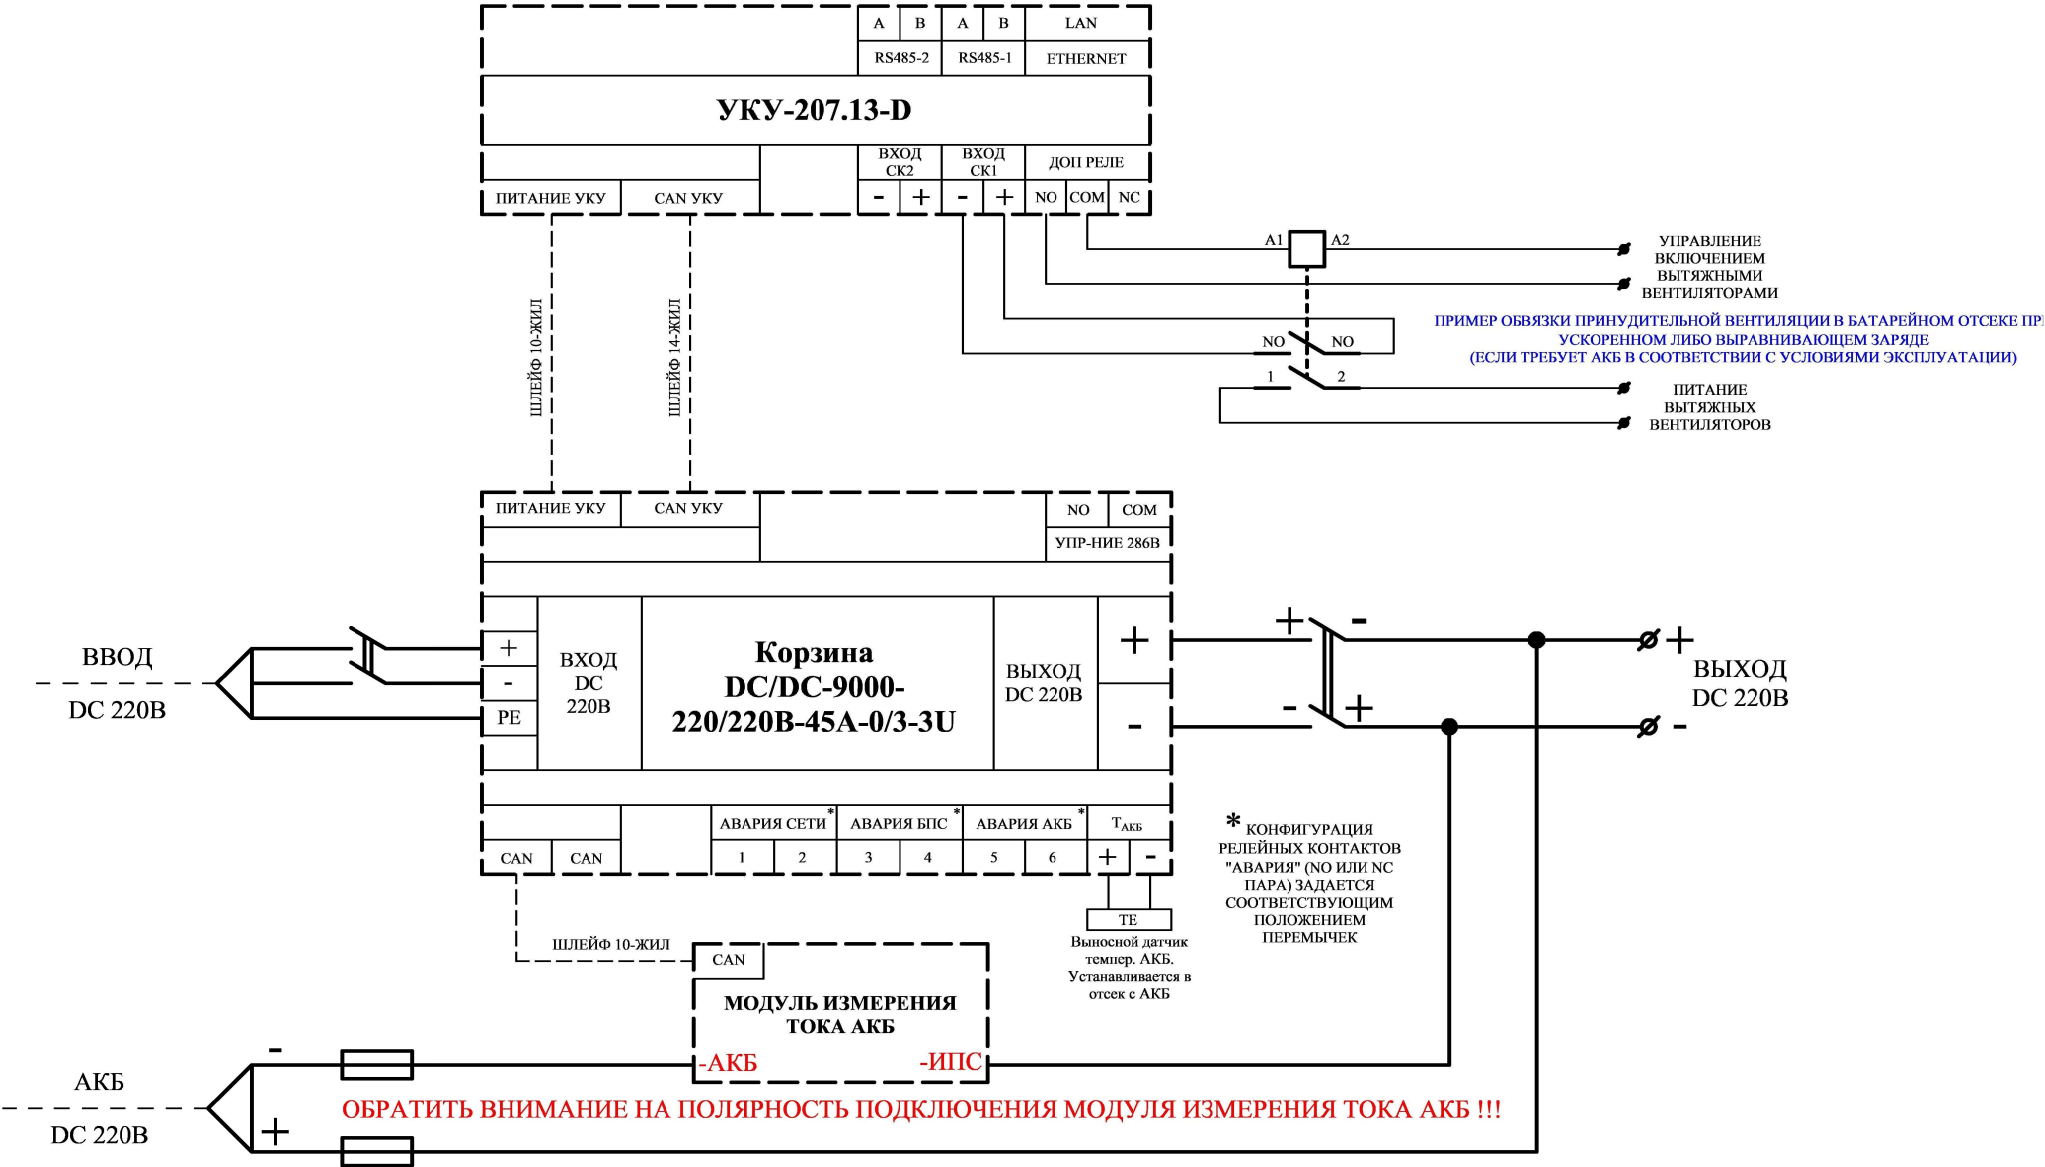 A B A B LAN
RS485-2 RS485-1 ETHERNET
УКУ-207.13-D
ВХОД СК2
ВХОД СК1
ДОП РЕЛЕ
ПИТАНИЕ УКУ CAN УКУ - + - + NO COM NC
A1 A2
УПРАВЛЕНИЕ
ВКЛЮЧЕНИЕМ
ВЫТЯЖНЫМИ
ВЕНТИЛЯТОРАМИ
ШЛЕЙФ 10-ЖИЛ
ШЛЕЙФ 14-ЖИЛ
ПРИМЕР ОБВЯЗКИ ПРИНУДИТЕЛЬНОЙ ВЕНТИЛЯЦИИ В БАТАРЕЙНОМ ОТСЕКЕ ПР
УСКОРЕННОМ ЛИБО ВЫРАВНИВАЮЩЕМ ЗАРЯДЕ
(ЕСЛИ ТРЕБУЕТ АКБ В СООТВЕТСТВИИ С УСЛОВИЯМИ ЭКСПЛУАТАЦИИ)
NO NO
1 2
ПИТАНИЕ
ВЫТЯЖНЫХ
ВЕНТИЛЯТОРОВ
ПИТАНИЕ УКУ CAN УКУ NO COM
УПР-НИЕ 286В
ВВОД
DC 220В
+
-
PE
ВХОД
DC
220В
Корзина
DC/DC-9000-
220/220В-45А-0/3-3U
ВЫХОД
DC 220В
+
-
+ -
- +
+
-
ВЫХОД
DC 220В
АВАРИЯ СЕТИ * АВАРИЯ БПС * АВАРИЯ АКБ * ТАКБ
CAN CAN 1 2 3 4 5 6 + -
* КОНФИГУРАЦИЯ
РЕЛЕЙНЫХ КОНТАКТОВ
"АВАРИЯ" (NO ИЛИ NC
ПАРА) ЗАДАЕТСЯ
СООТВЕТСТВУЮЩИМ
ПОЛОЖЕНИЕМ
ПЕРЕМЫЧЕК
TE
Выносной датчик
темпер. АКБ.
Устанавливается в
отсек с АКБ
ШЛЕЙФ 10-ЖИЛ
CAN
МОДУЛЬ ИЗМЕРЕНИЯ
ТОКА АКБ
-АКБ -ИПС
АКБ
DC 220В
-
+
ОБРАТИТЬ ВНИМАНИЕ НА ПОЛЯРНОСТЬ ПОДКЛЮЧЕНИЯ МОДУЛЯ ИЗМЕРЕНИЯ ТОКА АКБ !!!